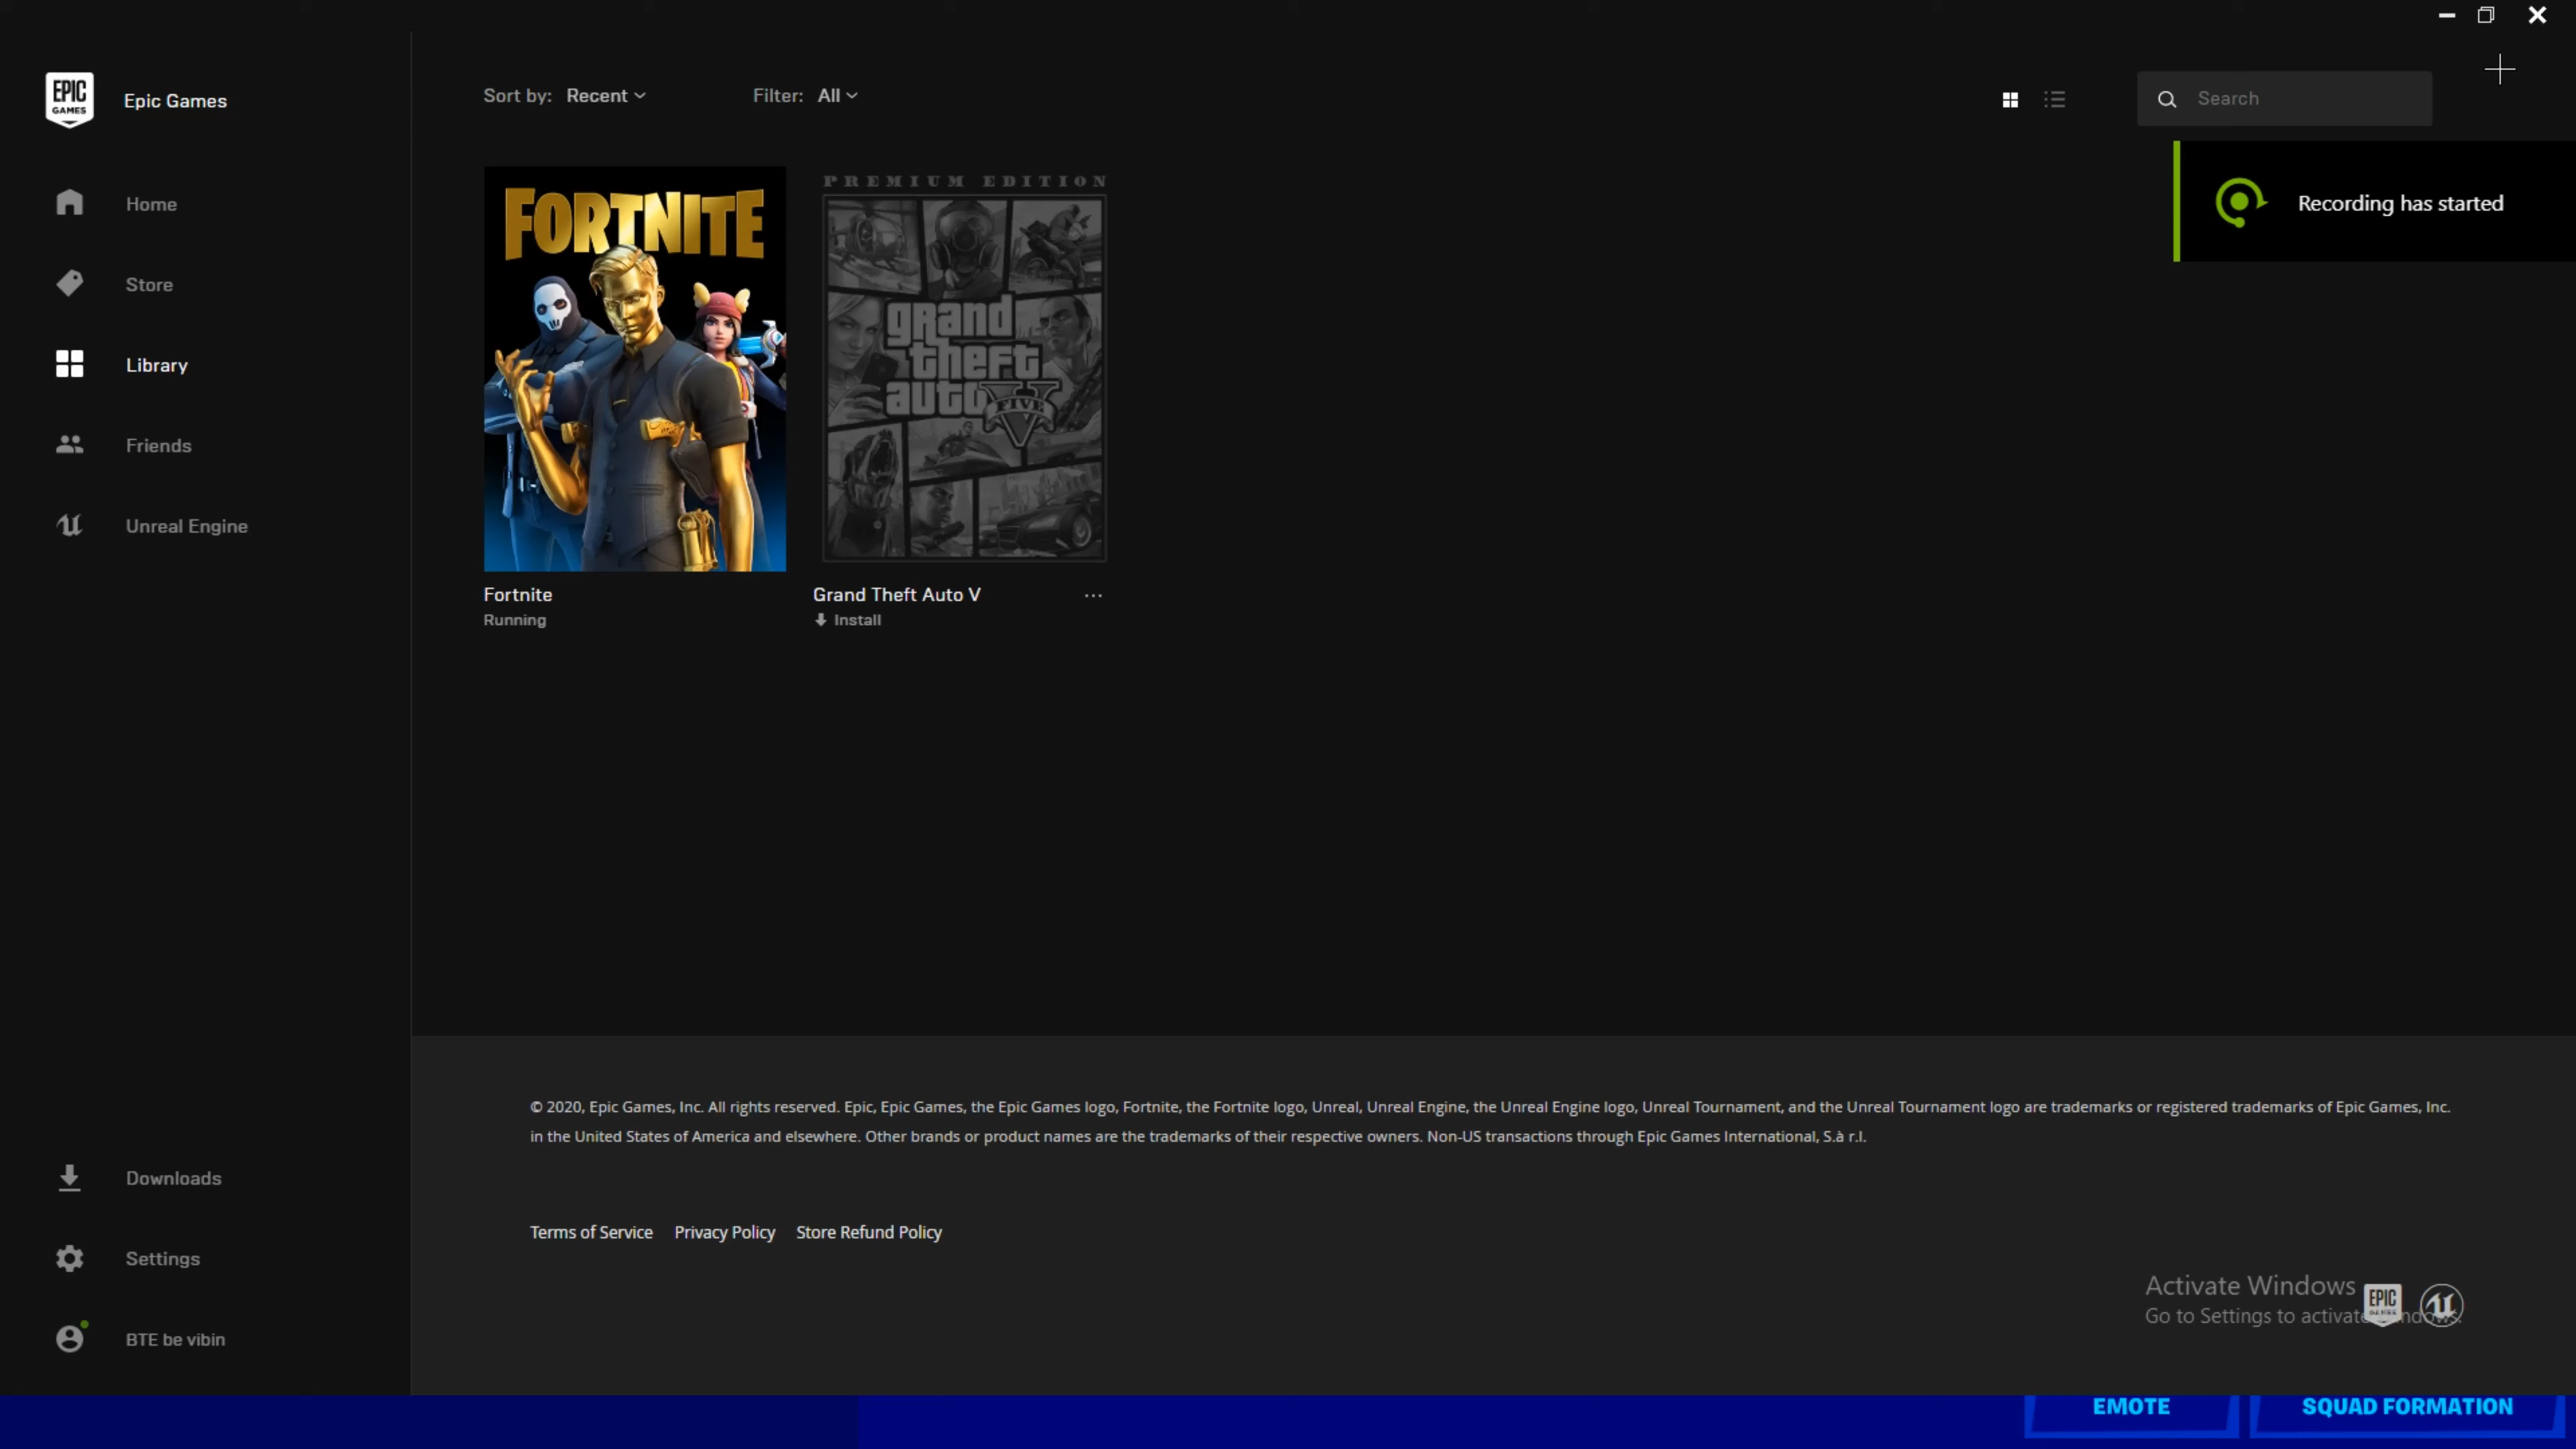 EPIC
GAMES
Epic Games
Home
Store
Library
Friends
Unreal Engine
Downloads
Settings
BTE be vibin
Sort by: Recent
Filter: All
Search
Recording has started
FORTNITE
Fortnite
Running
PREMIUM EDITION
grand
theft
auto
FIVE
Grand Theft Auto V
...
Install
© 2020, Epic Games, Inc. All rights reserved. Epic, Epic Games, the Epic Games logo, Fortnite, the Fortnite logo, Unreal, Unreal Engine, the Unreal Engine logo, Unreal Tournament, and the Unreal Tournament logo are trademarks or registered trademarks of Epic Games, Inc.
in the United States of America and elsewhere. Other brands or product names are the trademarks of their respective owners. Non-US transactions through Epic Games International, S.à r.l.
Terms of Service Privacy Policy Store Refund Policy
Activate Windows
Go to Settings to activate
EPIC
GAMES
EMOTE
SQUAD FORMATION